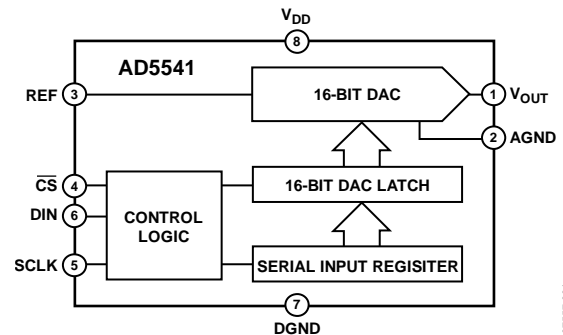 VDD
8
AD5541
REF 3
16-BIT DAC
1 VOUT
2 AGND
CS 4
16-BIT DAC LATCH
DIN 6
CONTROL
LOGIC
SCLK 5
SERIAL INPUT REGISITER
7
DGND